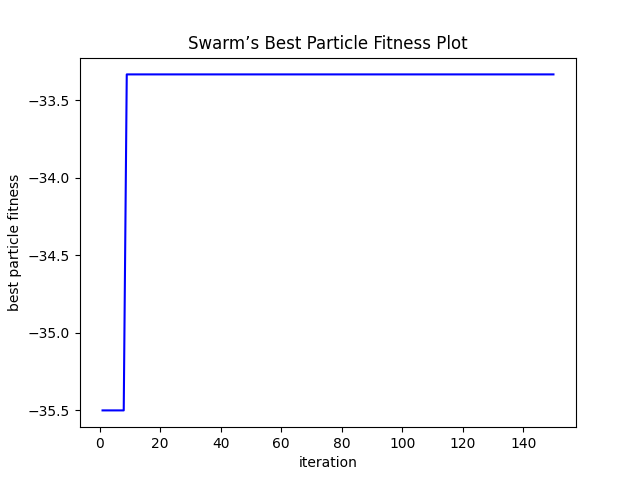 Swarm’s Best Particle Fitness Plot
best particle fitness
−33.5
−34.0
−34.5
−35.0
−35.5
0 20 40 60 80 100 120 140
iteration